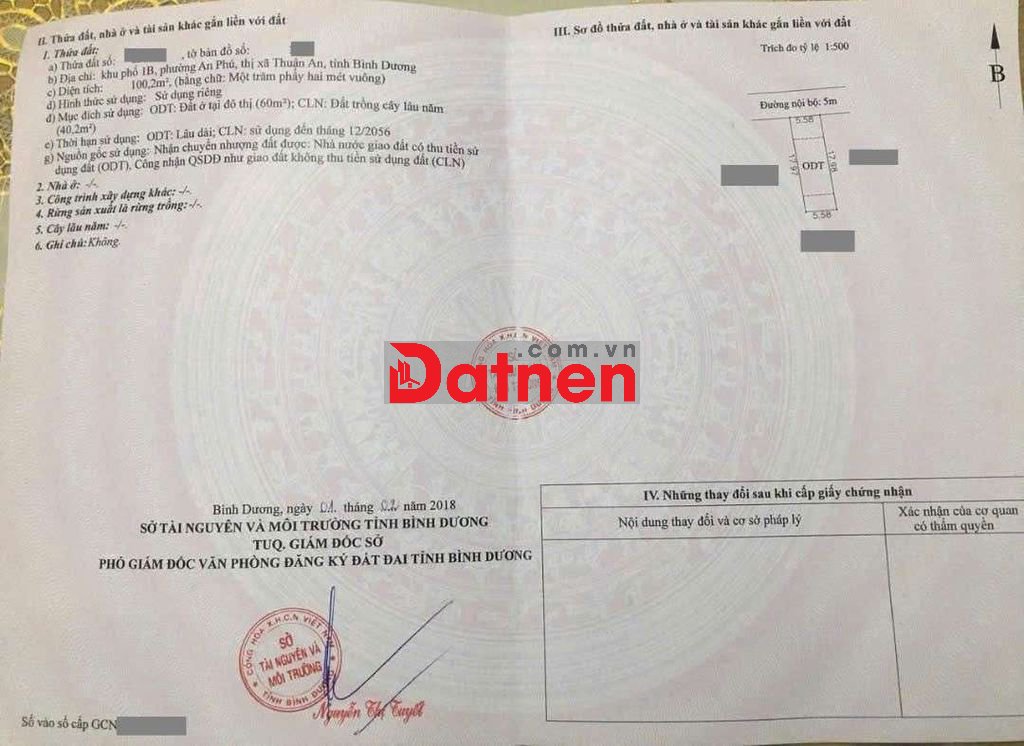 II. Thửa đất, nhà ở và tài sản khác gắn liền với đất
1. Thửa đất:
a) Thửa đất số: , tờ bản đồ số:
b) Địa chỉ: khu phố 1B, phường An Phú, thị xã Thuận An, tỉnh Bình Dương
c) Diện tích: 100,2m², (bằng chữ: Một trăm phẩy hai mét vuông)
d) Hình thức sử dụng: Sử dụng riêng
đ) Mục đích sử dụng: ODT: Đất ở tại đô thị (60m²); CLN: Đất trồng cây lâu năm
(40,2m²)
e) Thời hạn sử dụng: ODT: Lâu dài; CLN: sử dụng đến tháng 12/2056
g) Nguồn gốc sử dụng: Nhận chuyển nhượng đất được: Nhà nước giao đất có thu tiền sử
dụng đất (ODT), Công nhận QSDĐ như giao đất không thu tiền sử dụng đất (CLN)
2. Nhà ở: -/-.
3. Công trình xây dựng khác: -/-.
4. Rừng sản xuất là rừng trồng: -/-.
5. Cây lâu năm: -/-.
6. Ghi chú: Không.
III. Sơ đồ thửa đất, nhà ở và tài sản khác gắn liền với đất
Trích đo tỷ lệ 1:500
B
Đường nội bộ: 5m
5.58
17.97
ODT
17.98
5.58
.com.vn
Datnen
Bình Dương, ngày 01 tháng 02 năm 2018
SỞ TÀI NGUYÊN VÀ MÔI TRƯỜNG TỈNH BÌNH DƯƠNG
TUQ. GIÁM ĐỐC SỞ
PHÓ GIÁM ĐỐC VĂN PHÒNG ĐĂNG KÝ ĐẤT ĐAI TỈNH BÌNH DƯƠNG
CỘNG HÒA X.H.C.N VIỆT NAM
SỞ
TÀI NGUYÊN VÀ
MÔI TRƯỜNG
TỈNH BÌNH DƯƠNG
Nguyễn Thị Tuyết
Số vào sổ cấp GCN
IV. Những thay đổi sau khi cấp giấy chứng nhận
Nội dung thay đổi và cơ sở pháp lý
Xác nhận của cơ quan
có thẩm quyền